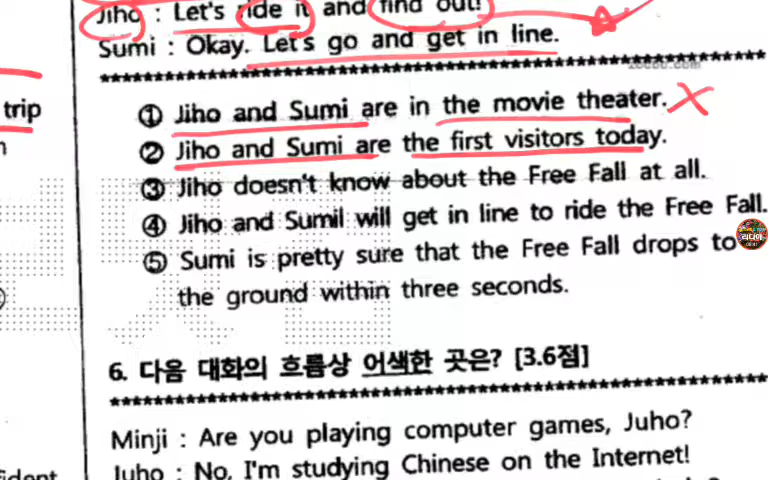 Jiho : Let's ride it and find out!
Sumi : Okay. Let's go and get in line.
① Jiho and Sumi are in the movie theater.
② Jiho and Sumi are the first visitors today.
③ Jiho doesn't know about the Free Fall at all.
④ Jiho and Sumil will get in line to ride the Free Fall.
⑤ Sumi is pretty sure that the Free Fall drops to
the ground within three seconds.
6. 다음 대화의 흐름상 어색한 곳은? [3.6점]
Minji : Are you playing computer games, Juho?
Juho : No, I'm studying Chinese on the Internet!
trip